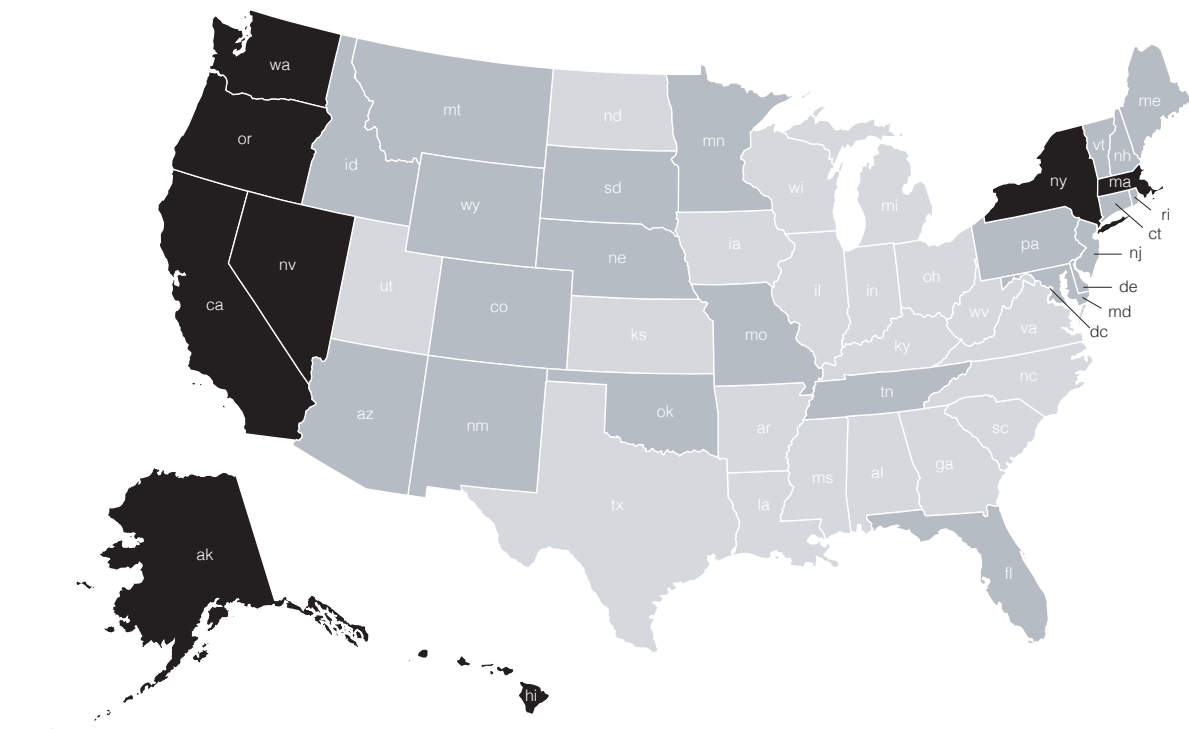 wa
or
ca
nv
id
mt
wy
ut
co
az
nm
nd
sd
ne
ks
ok
tx
mn
ia
mo
ar
la
wi
il
mi
in
oh
ky
tn
ms
al
ga
fl
sc
nc
va
wv
pa
ny
vt
nh
me
ma
ri
ct
nj
de
md
dc
ak
hi